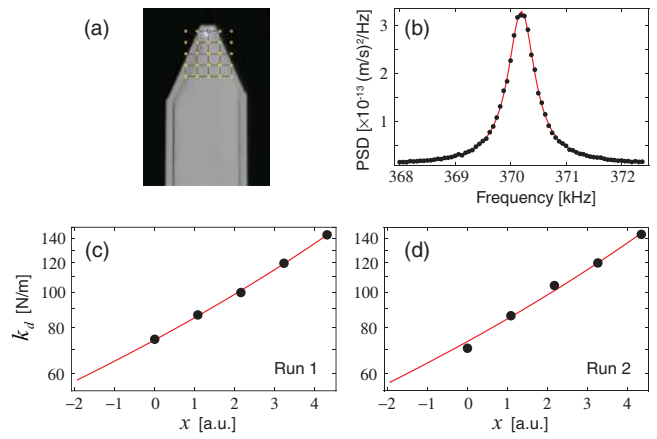 (a)
(b)
PSD [×10⁻¹³ (m/s)²/Hz]
3
2
1
368 369 370 371 372
Frequency [kHz]
(c)
k_d [N/m]
140
120
100
80
60
Run 1
−2 −1 0 1 2 3 4
x [a.u.]
(d)
140
120
100
80
60
Run 2
−2 −1 0 1 2 3 4
x [a.u.]